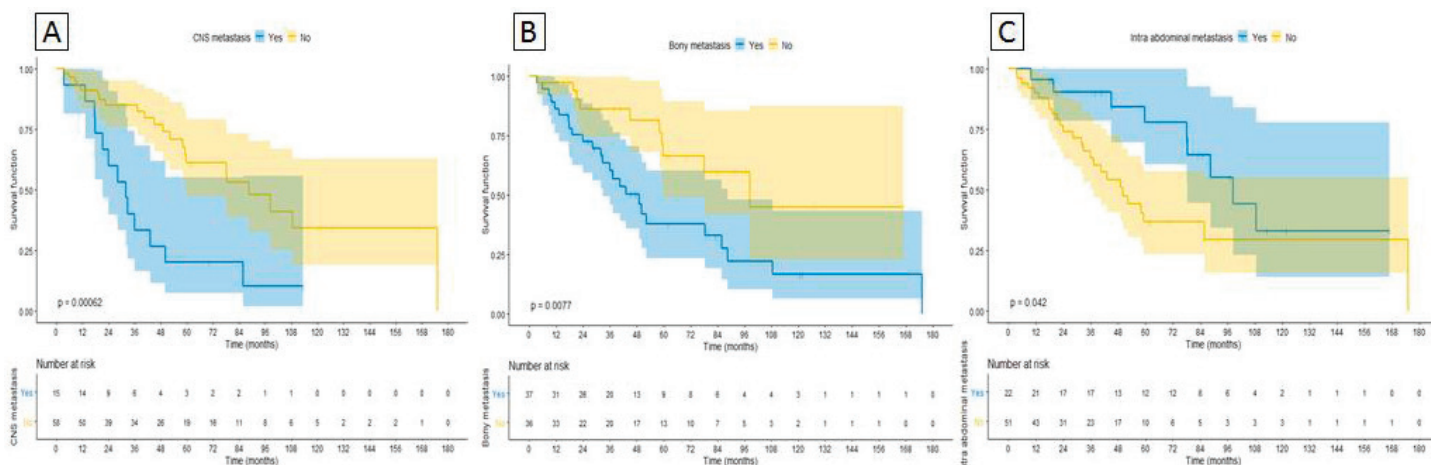 A
CNS metastasis Yes No
Survival function
1.00
0.75
0.50
0.25
0.00
p = 0.00062
0 12 24 36 48 60 72 84 96 108 120 132 144 156 168 180
Time (months)
Number at risk
CNS metastasis
Yes 15 14 9 6 4 3 2 2 1 1 0 0 0 0 0 0
No 58 50 39 34 26 19 16 11 8 6 5 2 2 2 1 0
0 12 24 36 48 60 72 84 96 108 120 132 144 156 168 180
Time (months)
B
Bony metastasis Yes No
Survival function
1.00
0.75
0.50
0.25
0.00
p = 0.0077
0 12 24 36 48 60 72 84 96 108 120 132 144 156 168 180
Time (months)
Number at risk
Bony metastasis
Yes 37 31 26 20 13 9 8 6 4 4 3 1 1 1 1 0
No 36 33 22 20 17 13 10 7 5 3 2 1 1 1 0 0
0 12 24 36 48 60 72 84 96 108 120 132 144 156 168 180
Time (months)
C
Intra abdominal metastasis Yes No
Survival function
1.00
0.75
0.50
0.25
0.00
p = 0.042
0 12 24 36 48 60 72 84 96 108 120 132 144 156 168 180
Time (months)
Number at risk
Intra abdominal metastasis
Yes 22 21 17 17 13 12 12 8 6 4 2 1 1 1 0 0
No 51 43 31 23 17 10 6 5 3 3 3 1 1 1 1 0
0 12 24 36 48 60 72 84 96 108 120 132 144 156 168 180
Time (months)